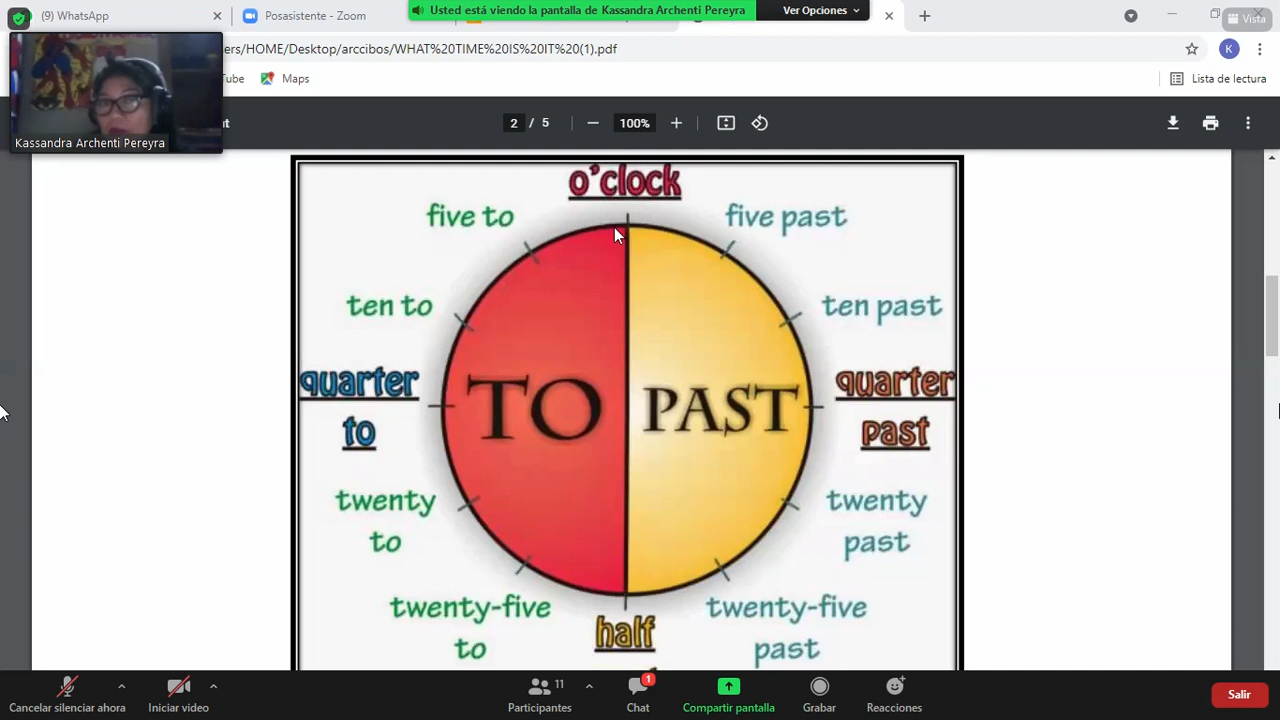 (9) WhatsApp
Posasistente - Zoom
Usted está viendo la pantalla de Kassandra Archenti Pereyra
Ver Opciones
Vista
ers/HOME/Desktop/arccibos/WHAT%20TIME%20IS%20IT%20(1).pdf
K
Tube
Maps
Lista de lectura
Kassandra Archenti Pereyra
2 / 5
100%
o'clock
five to
five past
ten to
ten past
quarter
to
TO
PAST
quarter
past
twenty
to
twenty
past
twenty-five
to
half
twenty-five
past
Cancelar silenciar ahora
Iniciar video
11
Participantes
1
Chat
Compartir pantalla
Grabar
Reacciones
Salir